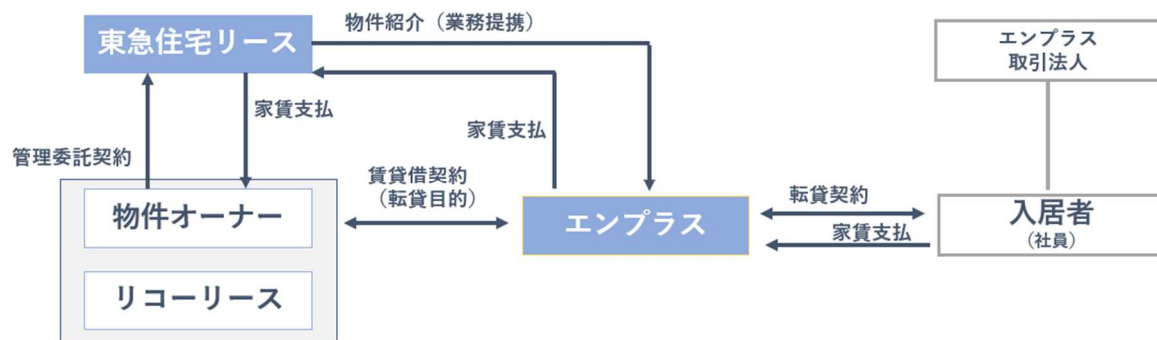 物件紹介（業務提携）
東急住宅リース
エンプラス
取引法人
家賃支払
家賃支払
管理委託契約
賃貸借契約
（転貸目的）
物件オーナー
エンプラス
転貸契約
家賃支払
入居者
（社員）
リコーリース